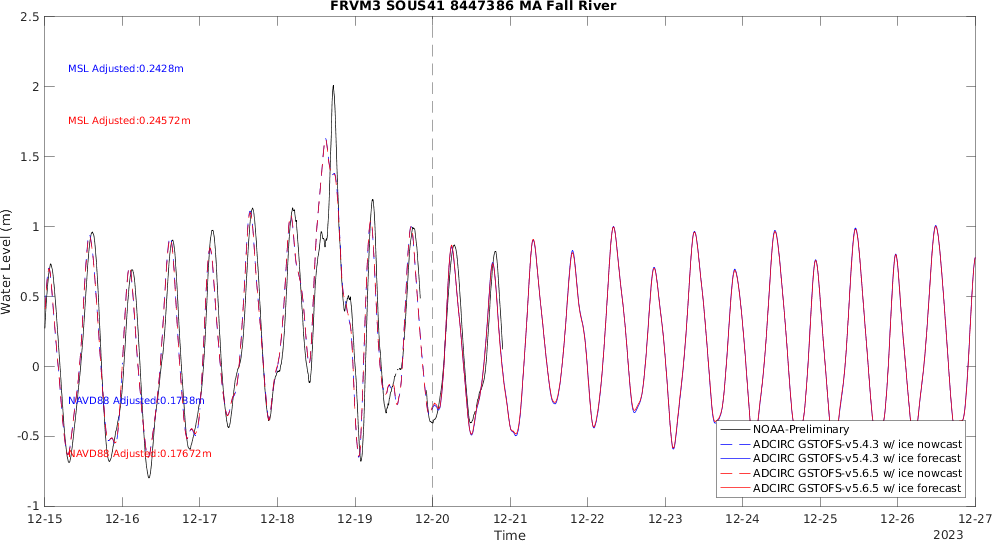 FRVM3 SOUS41 8447386 MA Fall River
2.5
2
1.5
1
0.5
0
-0.5
-1
Water Level (m)
MSL Adjusted:0.2428m
MSL Adjusted:0.24572m
NAVD88 Adjusted:0.1738m
NAVD88 Adjusted:0.17672m
NOAA-Preliminary
ADCIRC GSTOFS-v5.4.3 w/ ice nowcast
ADCIRC GSTOFS-v5.4.3 w/ ice forecast
ADCIRC GSTOFS-v5.6.5 w/ ice nowcast
ADCIRC GSTOFS-v5.6.5 w/ ice forecast
12-15 12-16 12-17 12-18 12-19 12-20 12-21 12-22 12-23 12-24 12-25 12-26 12-27
Time
2023